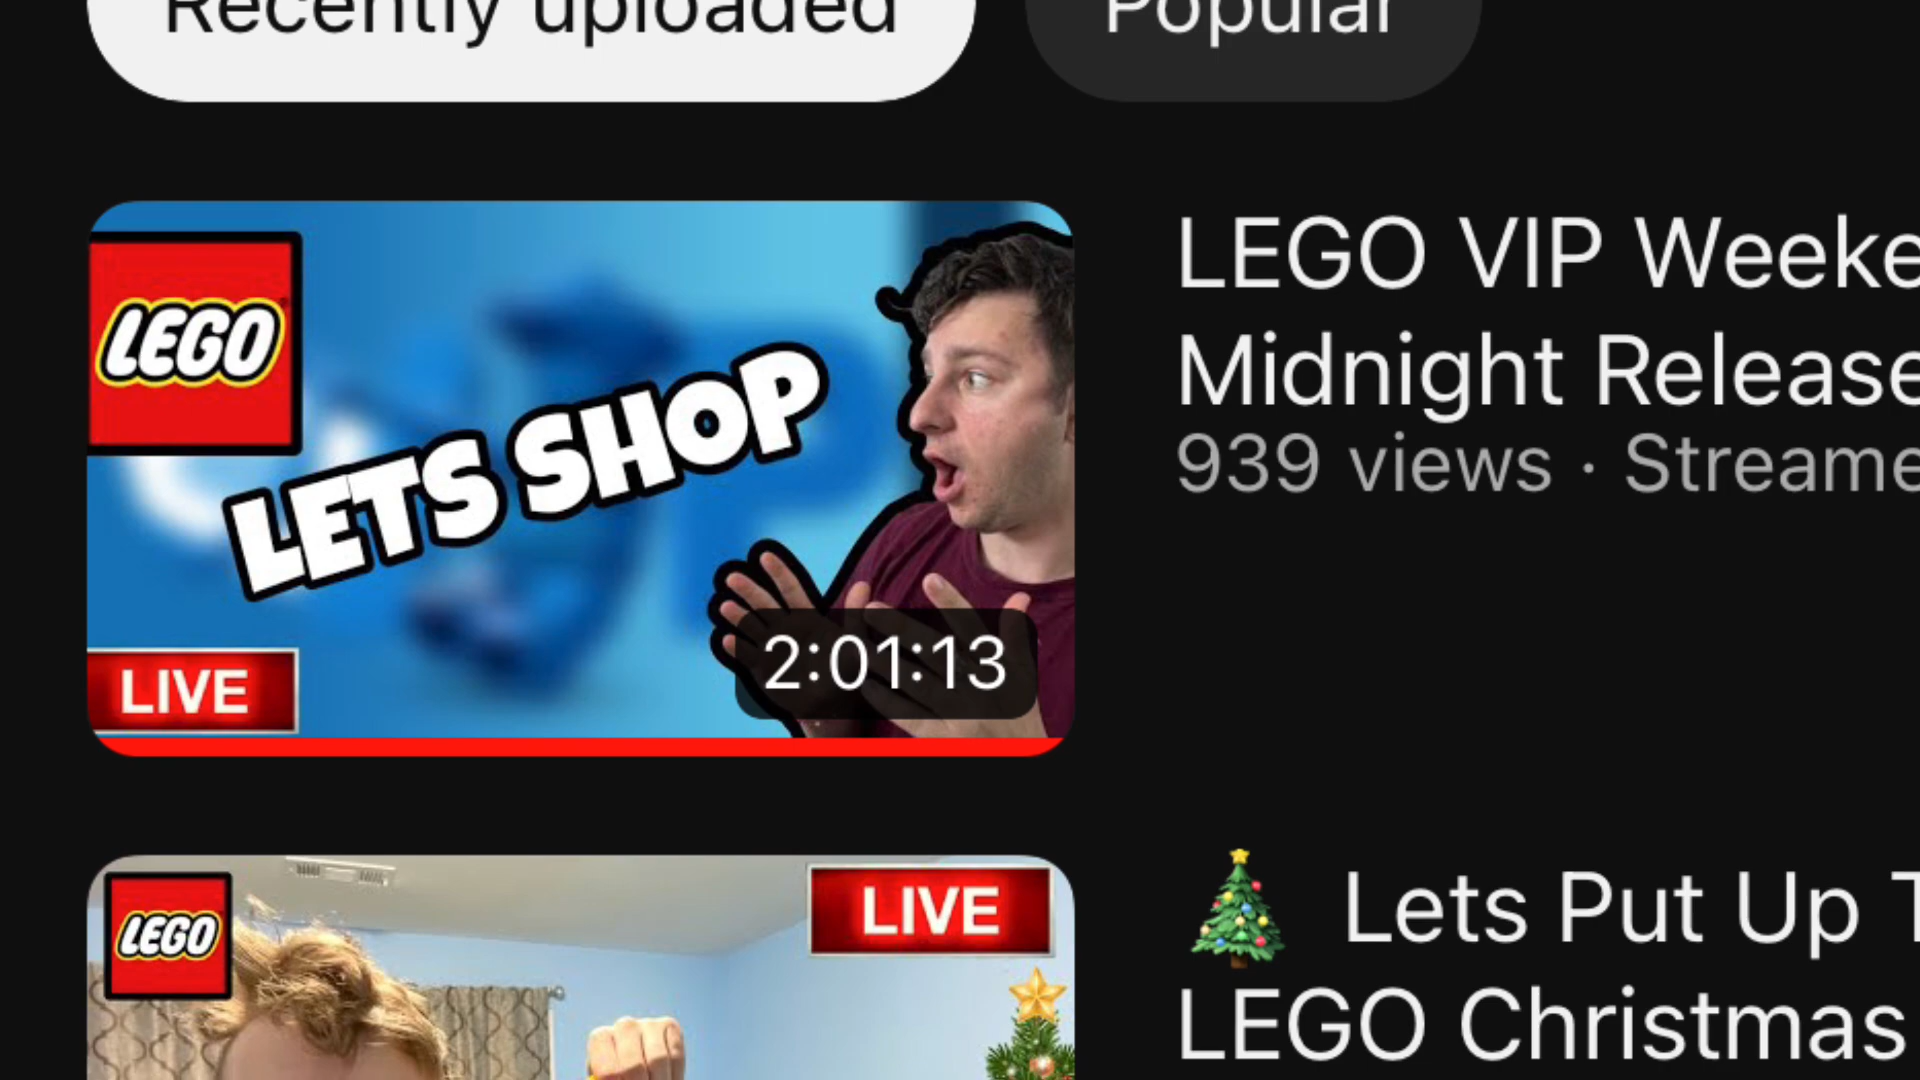 Recently uploaded
Popular
LEGO
LETS SHOP
LIVE
2:01:13
LEGO VIP Weeke
Midnight Release
939 views · Streame
LEGO
LIVE
🎄 Lets Put Up T
LEGO Christmas